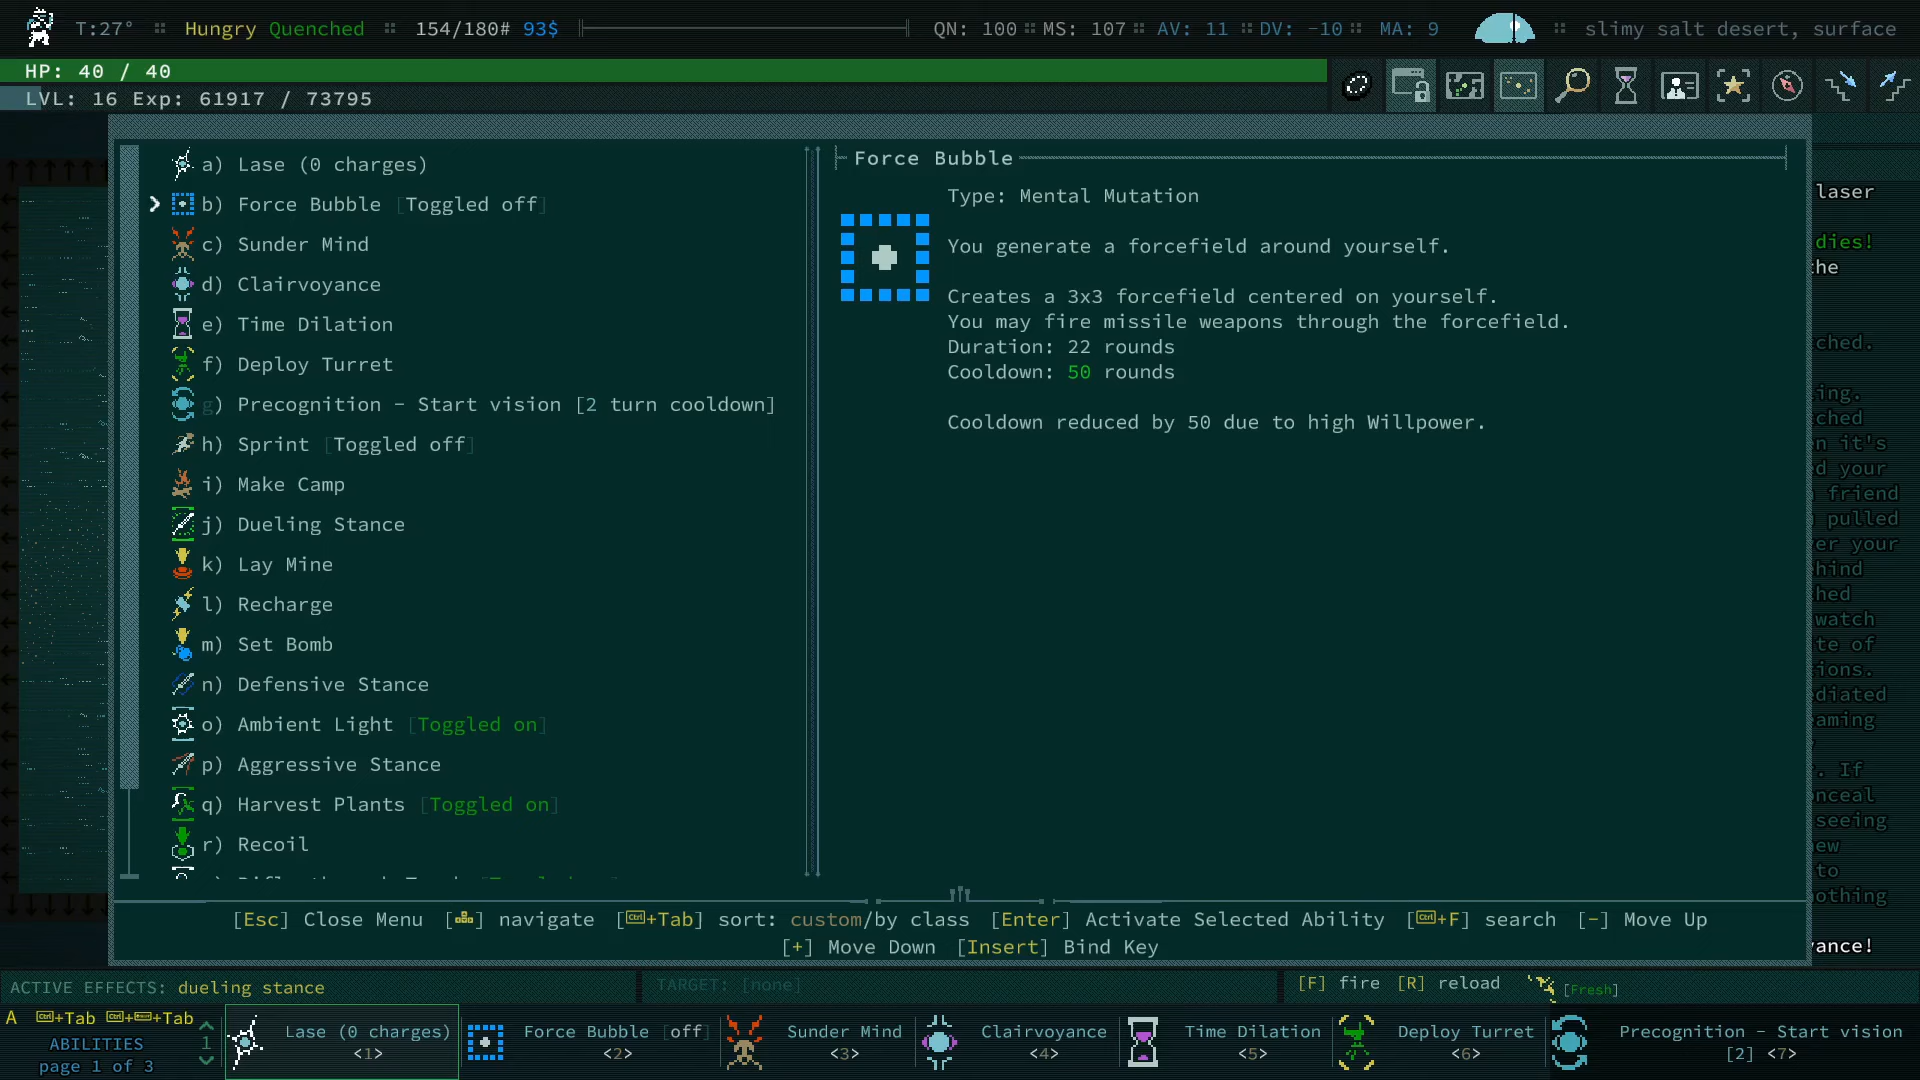 T:27° Hungry Quenched 154/180# 93$ QN: 100 MS: 107 AV: 11 DV: -10 MA: 9 slimy salt desert, surface
HP: 40 / 40
LVL: 16 Exp: 61917 / 73795
a) Lase (0 charges)
b) Force Bubble [Toggled off]
c) Sunder Mind
d) Clairvoyance
e) Time Dilation
f) Deploy Turret
g) Precognition - Start vision [2 turn cooldown]
h) Sprint [Toggled off]
i) Make Camp
j) Dueling Stance
k) Lay Mine
l) Recharge
m) Set Bomb
n) Defensive Stance
o) Ambient Light [Toggled on]
p) Aggressive Stance
q) Harvest Plants [Toggled on]
r) Recoil
Force Bubble
Type: Mental Mutation
You generate a forcefield around yourself.
Creates a 3x3 forcefield centered on yourself.
You may fire missile weapons through the forcefield.
Duration: 22 rounds
Cooldown: 50 rounds
Cooldown reduced by 50 due to high Willpower.
laser
dies!
the
ched.
ing.
ched
n it's
d your
friend
pulled
er your
hind
hed
watch
te of
ions.
diated
aming
. If
nceal
seeing
ew
to
othing
vance!
[Esc] Close Menu [] navigate [Ctrl+Tab] sort: custom/by class [Enter] Activate Selected Ability [Ctrl+F] search [-] Move Up
[+] Move Down [Insert] Bind Key
ACTIVE EFFECTS: dueling stance
TARGET: [none]
[F] fire [R] reload [Fresh]
A Ctrl+Tab Ctrl++Tab
ABILITIES
page 1 of 3
1
Lase (0 charges)
<1>
Force Bubble [off]
<2>
Sunder Mind
<3>
Clairvoyance
<4>
Time Dilation
<5>
Deploy Turret
<6>
Precognition - Start vision
[2] <7>